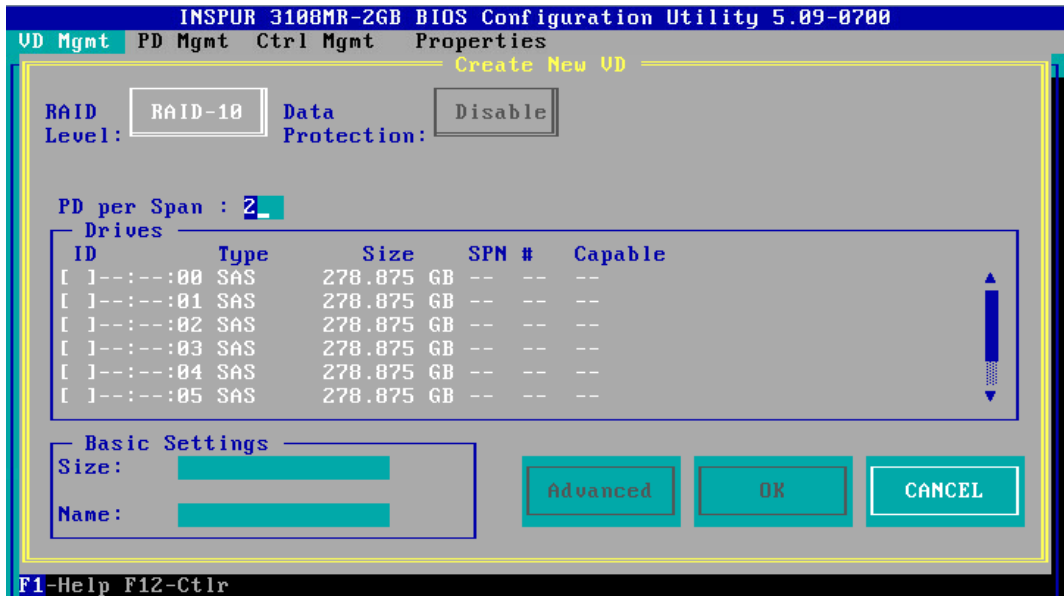 INSPUR 3108MR-2GB BIOS Configuration Utility 5.09-0700
VD Mgmt PD Mgmt Ctrl Mgmt Properties
Create New VD
RAID Level: RAID-10 Data Protection: Disable
PD per Span : 2_
Drives
ID Type Size SPN # Capable
[ ]--:--:00 SAS 278.875 GB -- -- --
[ ]--:--:01 SAS 278.875 GB -- -- --
[ ]--:--:02 SAS 278.875 GB -- -- --
[ ]--:--:03 SAS 278.875 GB -- -- --
[ ]--:--:04 SAS 278.875 GB -- -- --
[ ]--:--:05 SAS 278.875 GB -- -- --
Basic Settings
Size:
Name:
Advanced OK CANCEL
F1-Help F12-Ctlr